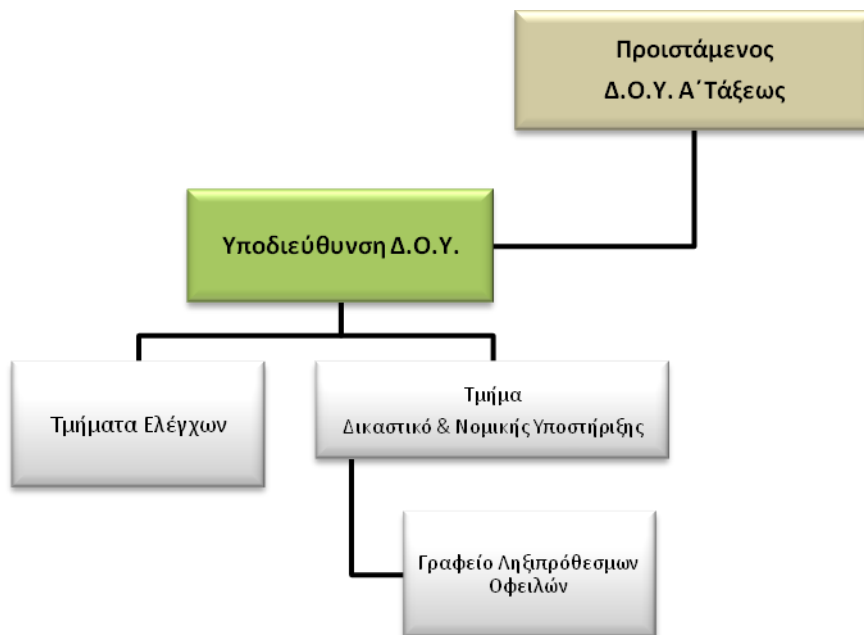 Προιστάμενος
Δ.Ο.Υ. Α΄Τάξεως
Υποδιεύθυνση Δ.Ο.Υ.
Τμήματα Ελέγχων
Τμήμα
Δικαστικό & Νομικής Υποστήριξης
Γραφείο Ληξιπρόθεσμων
Οφειλών